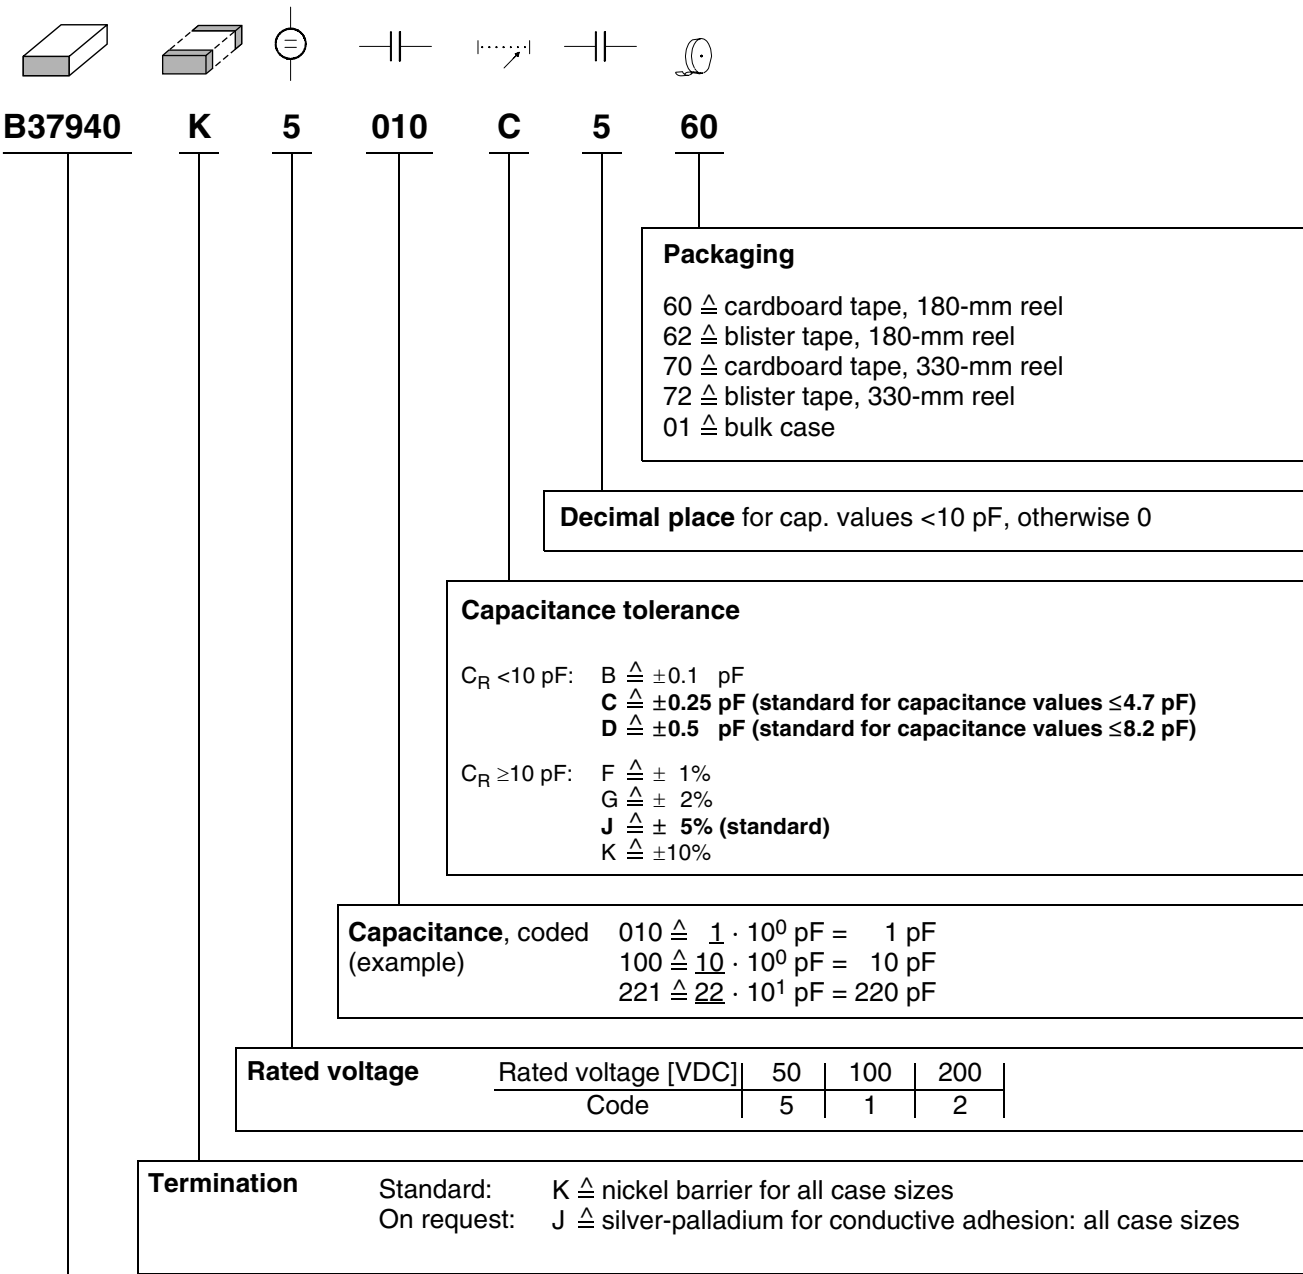 B37940 K 5 010 C 5 60
Packaging
60 ≙ cardboard tape, 180-mm reel
62 ≙ blister tape, 180-mm reel
70 ≙ cardboard tape, 330-mm reel
72 ≙ blister tape, 330-mm reel
01 ≙ bulk case
Decimal place for cap. values <10 pF, otherwise 0
Capacitance tolerance
C_R <10 pF: B ≙ ±0.1 pF
C ≙ ±0.25 pF (standard for capacitance values ≤4.7 pF)
D ≙ ±0.5 pF (standard for capacitance values ≤8.2 pF)
C_R ≥10 pF: F ≙ ± 1%
G ≙ ± 2%
J ≙ ± 5% (standard)
K ≙ ±10%
Capacitance, coded 010 ≙ 1 · 10⁰ pF = 1 pF
(example) 100 ≙ 10 · 10⁰ pF = 10 pF
221 ≙ 22 · 10¹ pF = 220 pF
Rated voltage Rated voltage [VDC] 50 100 200
Code 5 1 2
Termination Standard: K ≙ nickel barrier for all case sizes
On request: J ≙ silver-palladium for conductive adhesion: all case sizes